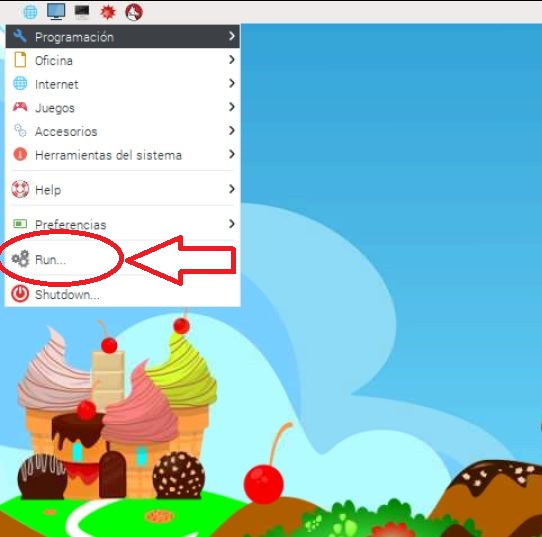 Programación
Oficina
Internet
Juegos
Accesorios
Herramientas del sistema
Help
Preferencias
Run...
Shutdown...